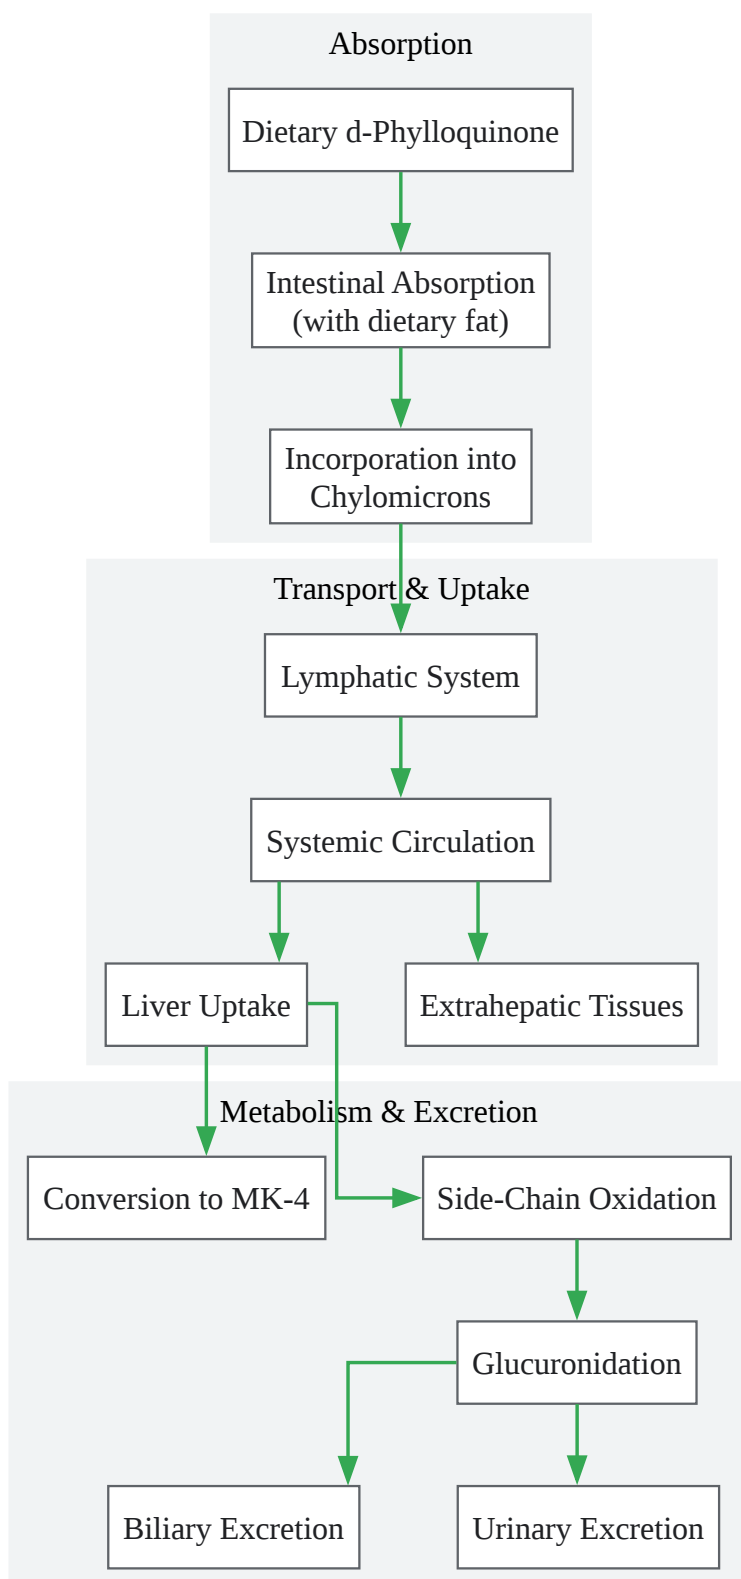 Absorption
Dietary d-Phylloquinone
Intestinal Absorption
(with dietary fat)
Incorporation into
Chylomicrons
Transport & Uptake
Lymphatic System
Systemic Circulation
Liver Uptake
Extrahepatic Tissues
Metabolism & Excretion
Conversion to MK-4
Side-Chain Oxidation
Glucuronidation
Biliary Excretion
Urinary Excretion